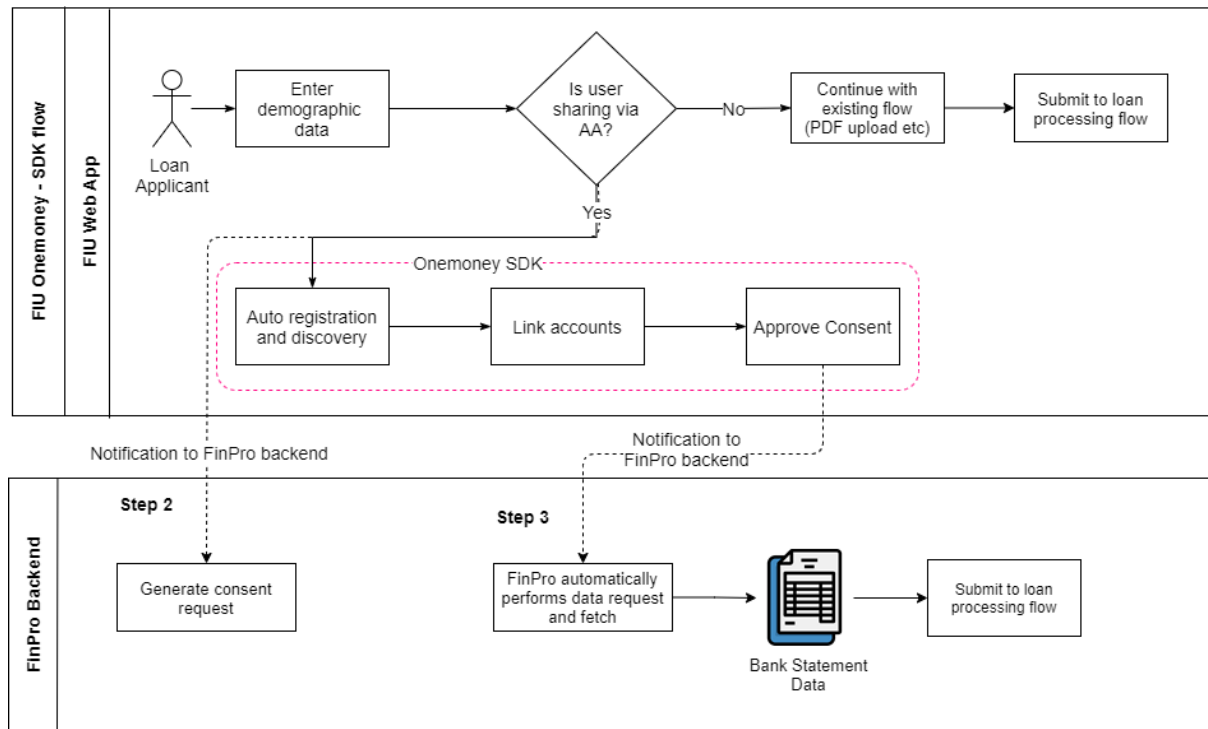 FIU Onemoney - SDK flow
FIU Web App
Loan
Applicant
Enter
demographic
data
Is user
sharing via
AA?
No
Continue with
existing flow
(PDF upload etc)
Submit to loan
processing flow
Yes
Onemoney SDK
Auto registration
and discovery
Link accounts
Approve Consent
Notification to FinPro backend
Notification to
FinPro backend
FinPro Backend
Step 2
Generate consent
request
Step 3
FinPro automatically
performs data request
and fetch
Bank Statement
Data
Submit to loan
processing flow